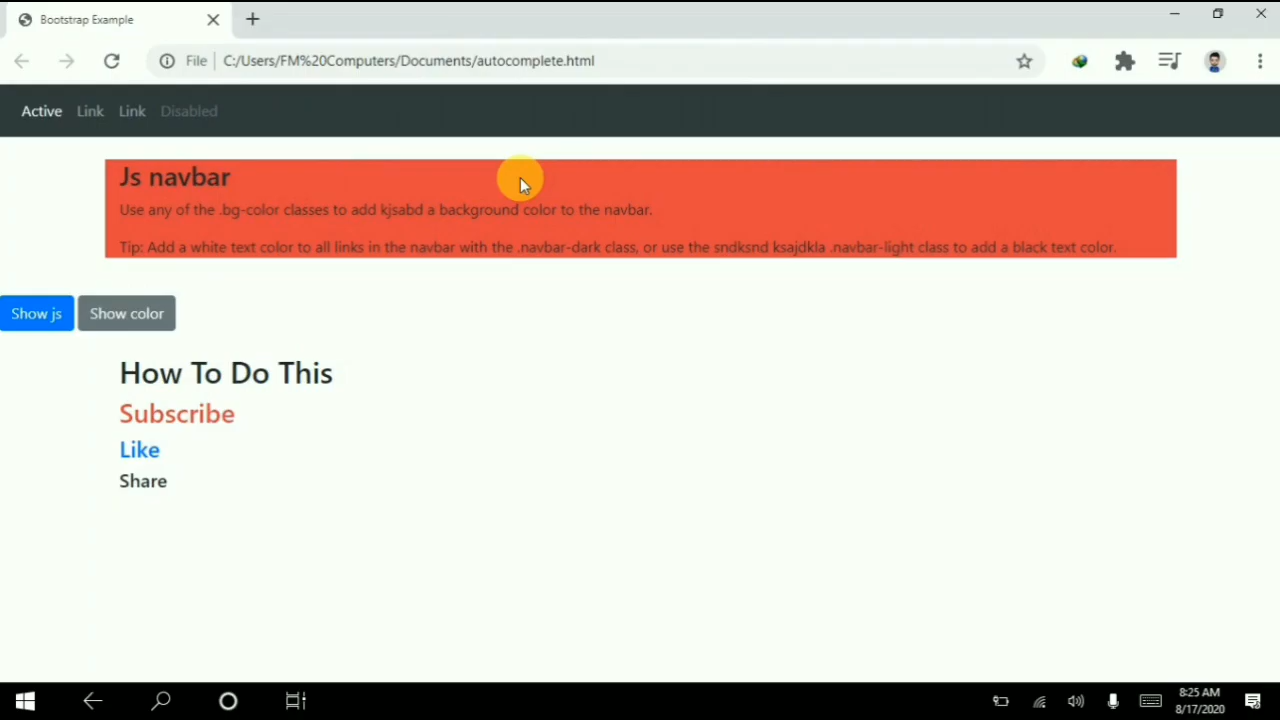 Bootstrap Example
File C:/Users/FM%20Computers/Documents/autocomplete.html
Active Link Link Disabled
Js navbar
Use any of the .bg-color classes to add kjsabd a background color to the navbar.
Tip: Add a white text color to all links in the navbar with the .navbar-dark class, or use the sndksnd ksajdkla .navbar-light class to add a black text color.
Show js Show color
How To Do This
Subscribe
Like
Share
8:25 AM
8/17/2020